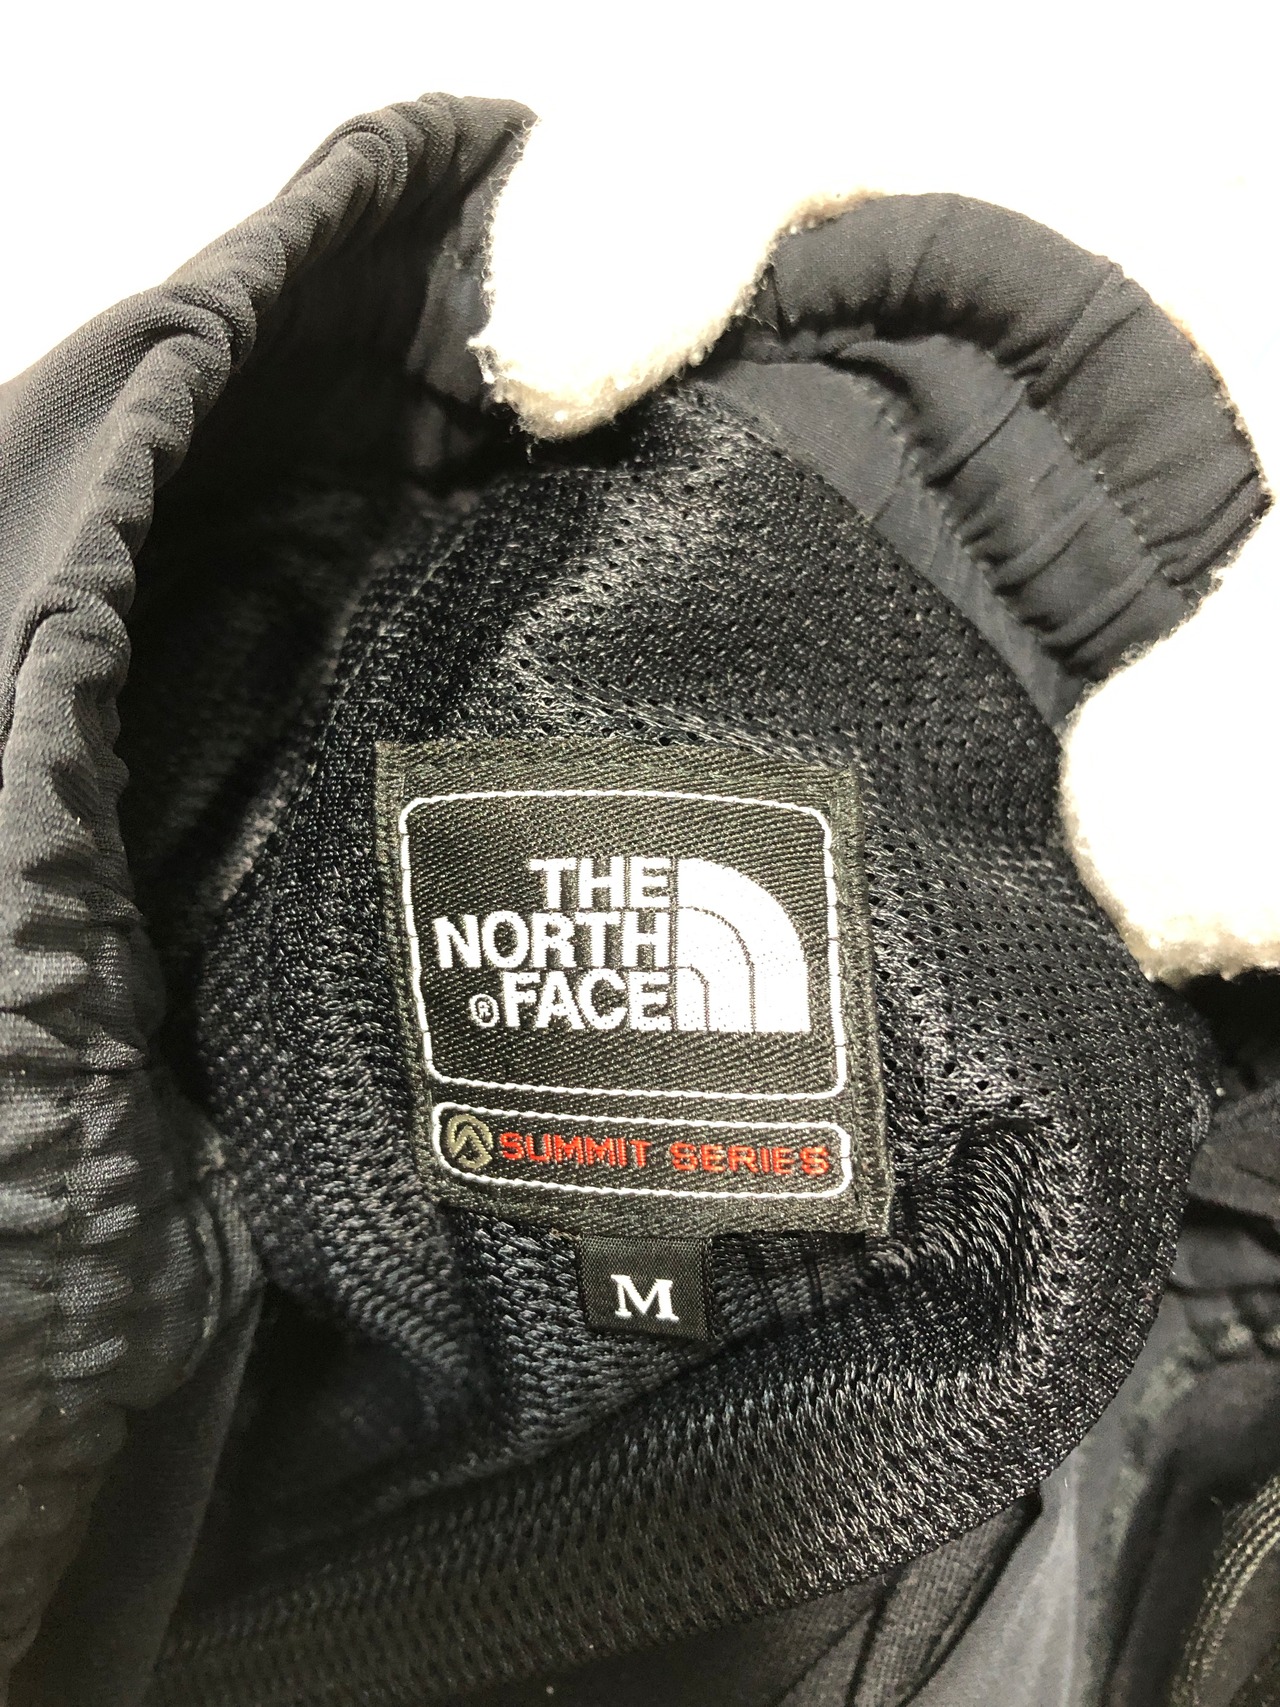 THE
NORTH
®FACE
SUMMIT SERIES
M